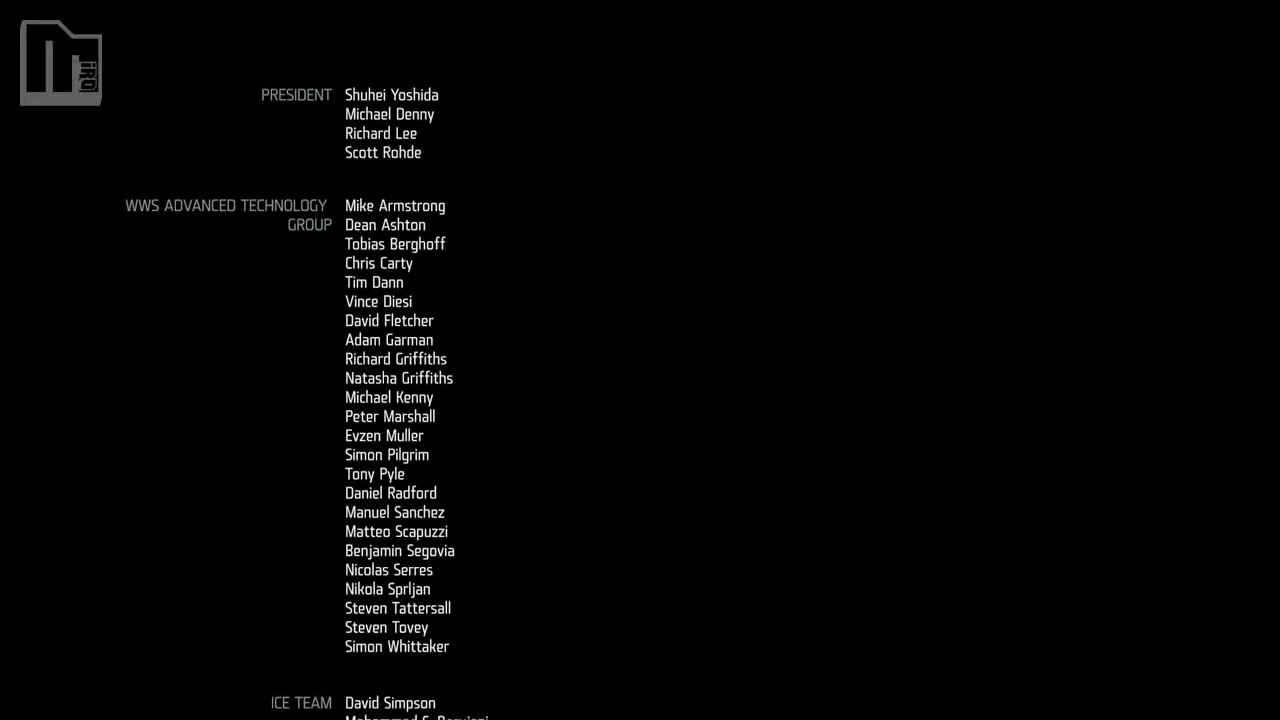 iRD
PRESIDENT Shuhei Yoshida
Michael Denny
Richard Lee
Scott Rohde
WWS ADVANCED TECHNOLOGY Mike Armstrong
GROUP Dean Ashton
Tobias Berghoff
Chris Carty
Tim Dann
Vince Diesi
David Fletcher
Adam Garman
Richard Griffiths
Natasha Griffiths
Michael Kenny
Peter Marshall
Evzen Muller
Simon Pilgrim
Tony Pyle
Daniel Radford
Manuel Sanchez
Matteo Scapuzzi
Benjamin Segovia
Nicolas Serres
Nikola Sprljan
Steven Tattersall
Steven Tovey
Simon Whittaker
ICE TEAM David Simpson